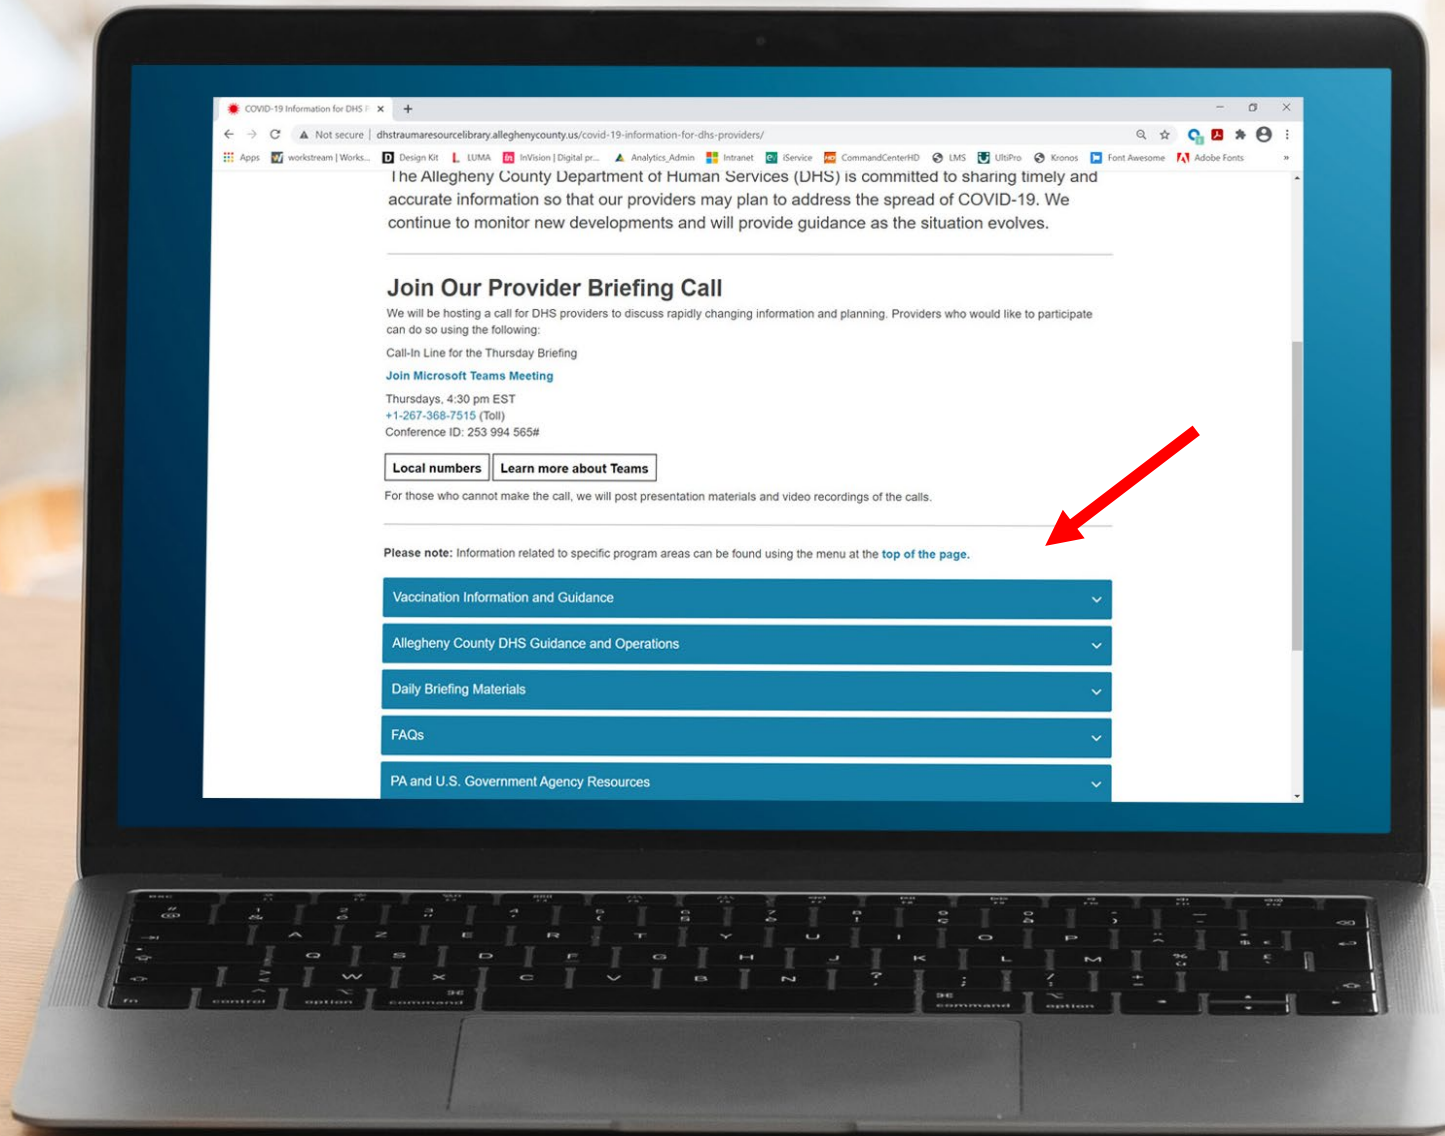 COVID-19 Information for DHS P
Not secure | dhstraumaresourcelibrary.alleghenycounty.us/covid-19-information-for-dhs-providers/
Apps workstream | Works... Design Kit LUMA InVision | Digital pr... Analytics_Admin Intranet iService CommandCenterHD LMS UltiPro Kronos Font Awesome Adobe Fonts »
The Allegheny County Department of Human Services (DHS) is committed to sharing timely and
accurate information so that our providers may plan to address the spread of COVID-19. We
continue to monitor new developments and will provide guidance as the situation evolves.
Join Our Provider Briefing Call
We will be hosting a call for DHS providers to discuss rapidly changing information and planning. Providers who would like to participate
can do so using the following:
Call-In Line for the Thursday Briefing
Join Microsoft Teams Meeting
Thursdays, 4:30 pm EST
+1-267-368-7515 (Toll)
Conference ID: 253 994 565#
Local numbers Learn more about Teams
For those who cannot make the call, we will post presentation materials and video recordings of the calls.
Please note: Information related to specific program areas can be found using the menu at the top of the page.
Vaccination Information and Guidance
Allegheny County DHS Guidance and Operations
Daily Briefing Materials
FAQs
PA and U.S. Government Agency Resources
A Z E R T Y U I O P
Q S D F G H J K L M
W X C V B N
fn control option command command option